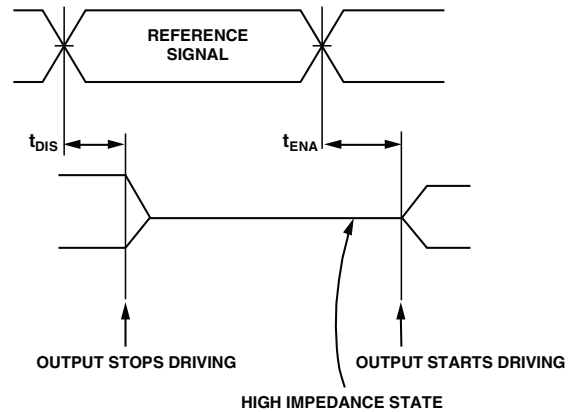 REFERENCE
SIGNAL
tDIS
tENA
OUTPUT STOPS DRIVING
OUTPUT STARTS DRIVING
HIGH IMPEDANCE STATE